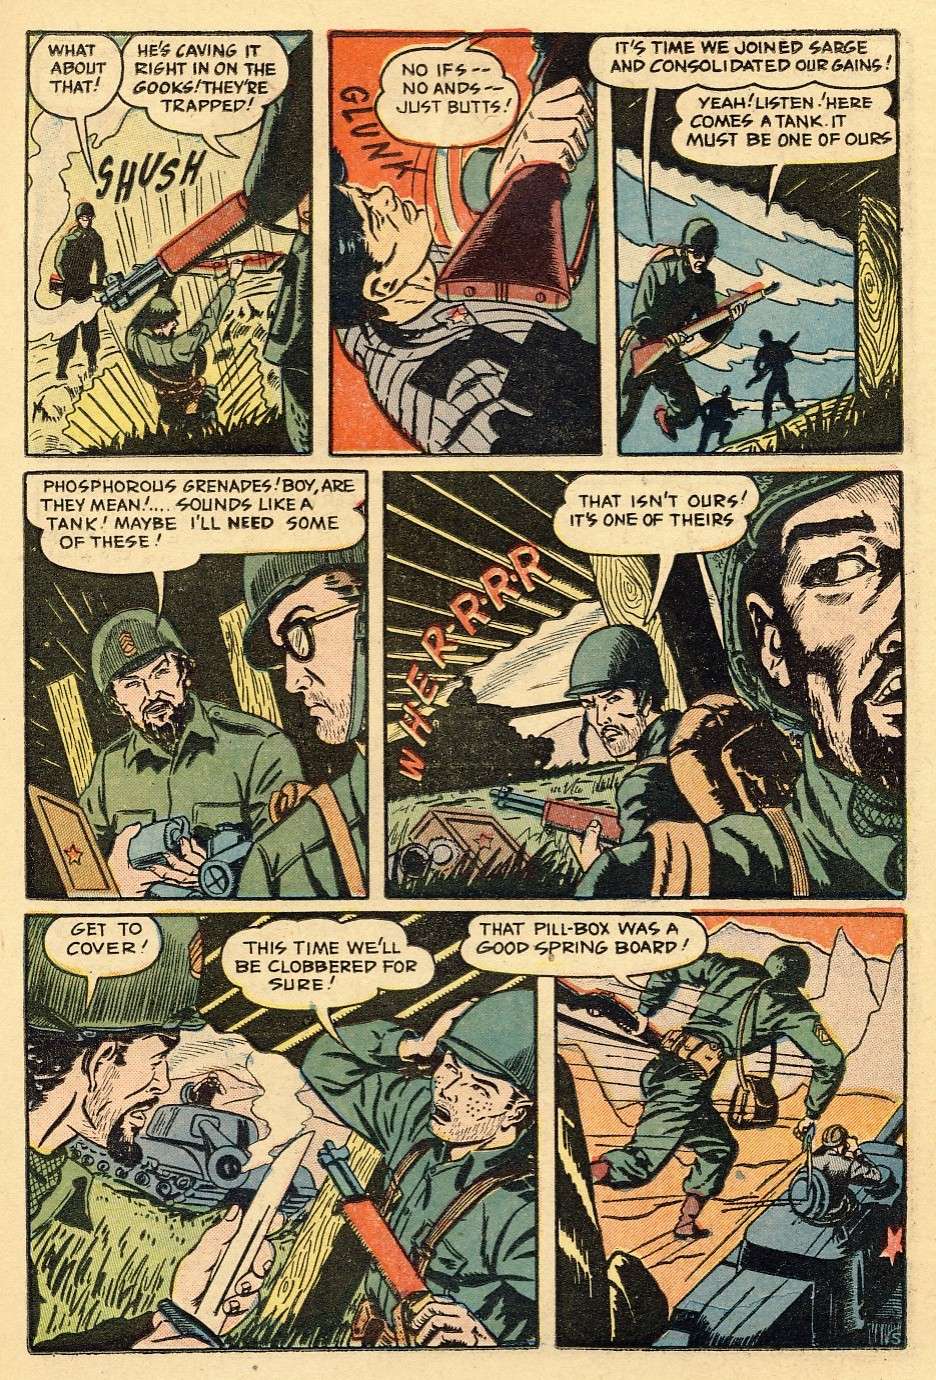 WHAT
ABOUT
THAT!
HE'S CAVING IT
RIGHT IN ON THE
GOOKS! THEY'RE
TRAPPED!
SHUSH
NO IFS--
NO ANDS--
JUST BUTTS!
GLUNK
IT'S TIME WE JOINED SARGE
AND CONSOLIDATED OUR GAINS!
YEAH! LISTEN! HERE
COMES A TANK. IT
MUST BE ONE OF OURS
PHOSPHOROUS GRENADES! BOY, ARE
THEY MEAN!.... SOUNDS LIKE A
TANK! MAYBE I'LL NEED SOME
OF THESE!
THAT ISN'T OURS!
IT'S ONE OF THEIRS
WHER-R-R-R
GET TO
COVER!
THIS TIME WE'LL
BE CLOBBERED FOR
SURE!
THAT PILL-BOX WAS A
GOOD SPRING BOARD!
5